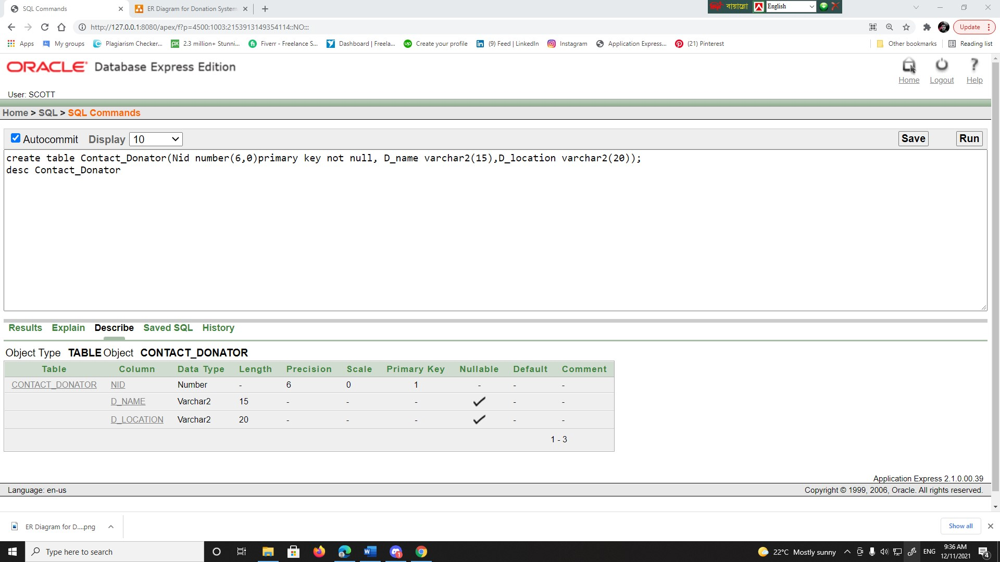 SQL Commands
ER Diagram for Donation System
বায়ান্নো
English
http://127.0.0.1:8080/apex/f?p=4500:1003:2153913149354114::NO:::
Update
Apps
My groups
Plagiarism Checker...
2.3 million+ Stunni...
Fiverr - Freelance S...
Dashboard | Freela...
Create your profile
(9) Feed | LinkedIn
Instagram
Application Express...
(21) Pinterest
Other bookmarks
Reading list
ORACLE® Database Express Edition
Home Logout Help
User: SCOTT
Home > SQL > SQL Commands
Autocommit Display 10 Save Run
create table Contact_Donator(Nid number(6,0)primary key not null, D_name varchar2(15),D_location varchar2(20));
desc Contact_Donator
Results Explain Describe Saved SQL History
Object Type TABLE Object CONTACT_DONATOR
Table Column Data Type Length Precision Scale Primary Key Nullable Default Comment
CONTACT_DONATOR NID Number - 6 0 1 - - -
D_NAME Varchar2 15 - - - - -
D_LOCATION Varchar2 20 - - - - -
1 - 3
Application Express 2.1.0.00.39
Language: en-us Copyright © 1999, 2006, Oracle. All rights reserved.
ER Diagram for D....png
Show all
Type here to search
22°C Mostly sunny
ENG
9:36 AM
12/11/2021
4